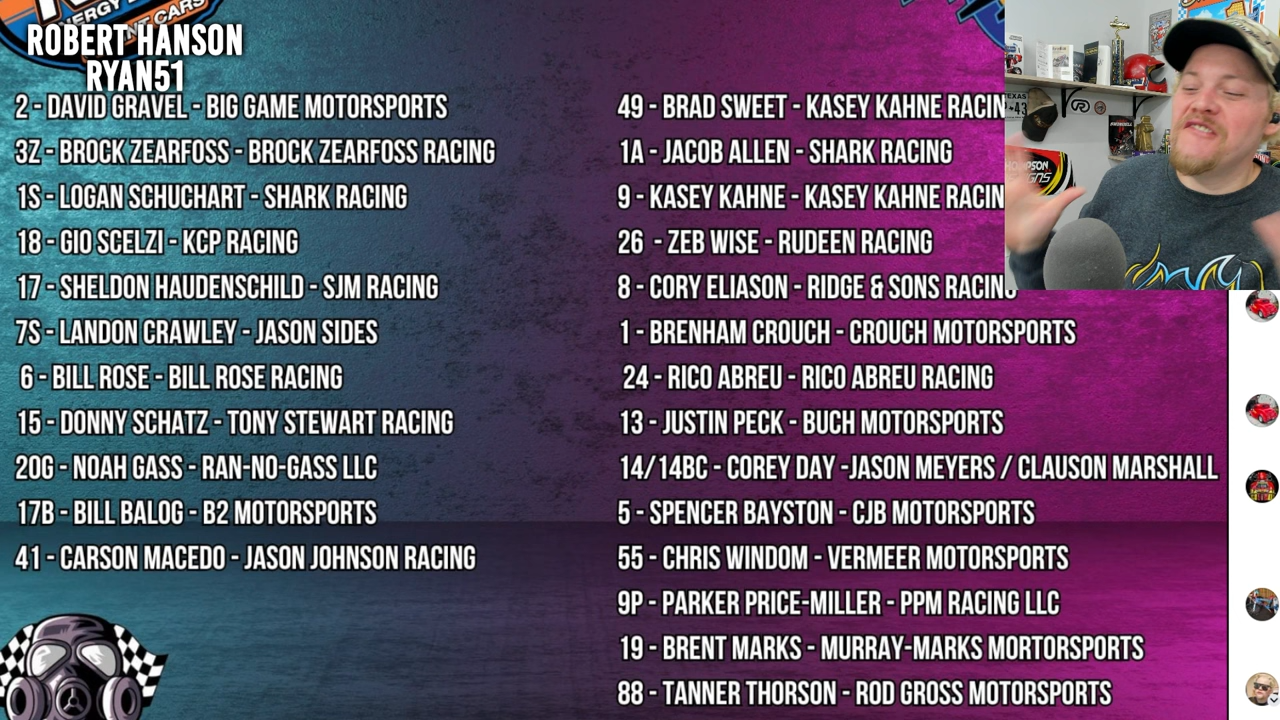 ROBERT HANSON
RYAN51
2 - DAVID GRAVEL - BIG GAME MOTORSPORTS
3Z - BROCK ZEARFOSS - BROCK ZEARFOSS RACING
1S - LOGAN SCHUCHART - SHARK RACING
18 - GIO SCELZI - KCP RACING
17 - SHELDON HAUDENSCHILD - SJM RACING
7S - LANDON CRAWLEY - JASON SIDES
6 - BILL ROSE - BILL ROSE RACING
15 - DONNY SCHATZ - TONY STEWART RACING
20G - NOAH GASS - RAN-NO-GASS LLC
17B - BILL BALOG - B2 MOTORSPORTS
41 - CARSON MACEDO - JASON JOHNSON RACING
49 - BRAD SWEET - KASEY KAHNE RACIN
1A - JACOB ALLEN - SHARK RACING
9 - KASEY KAHNE - KASEY KAHNE RACIN
26 - ZEB WISE - RUDEEN RACING
8 - CORY ELIASON - RIDGE & SONS RACING
1 - BRENHAM CROUCH - CROUCH MOTORSPORTS
24 - RICO ABREU - RICO ABREU RACING
13 - JUSTIN PECK - BUCH MOTORSPORTS
14/14BC - COREY DAY -JASON MEYERS / CLAUSON MARSHALL
5 - SPENCER BAYSTON - CJB MOTORSPORTS
55 - CHRIS WINDOM - VERMEER MOTORSPORTS
9P - PARKER PRICE-MILLER - PPM RACING LLC
19 - BRENT MARKS - MURRAY-MARKS MORTORSPORTS
88 - TANNER THORSON - ROD GROSS MOTORSPORTS